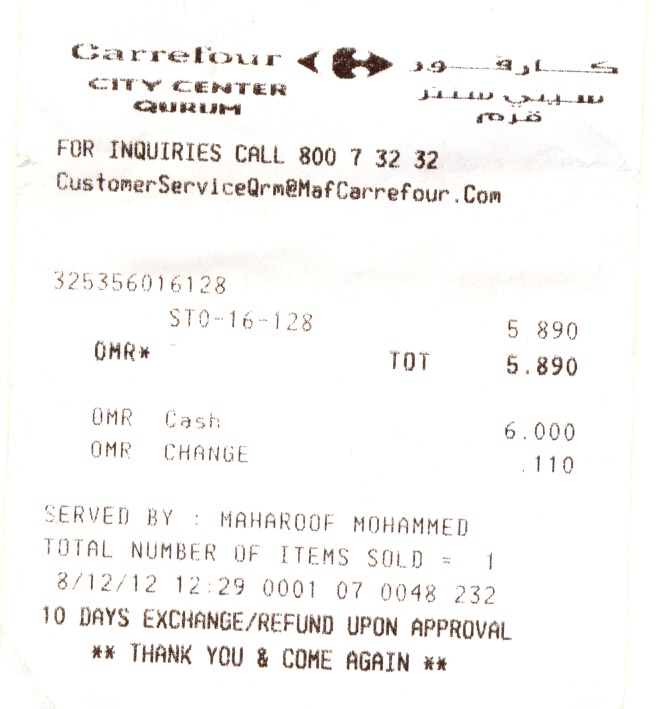 Carrefour كارفور
CITY CENTER سيتي سنتر
QURUM قرم
FOR INQUIRIES CALL 800 7 32 32
CustomerServiceQrm@MafCarrefour.Com
325356016128
STO-16-128 5 890
OMR* TOT 5.890
OMR Cash 6.000
OMR CHANGE .110
SERVED BY : MAHAROOF MOHAMMED
TOTAL NUMBER OF ITEMS SOLD = 1
8/12/12 12:29 0001 07 0048 232
10 DAYS EXCHANGE/REFUND UPON APPROVAL
** THANK YOU & COME AGAIN **